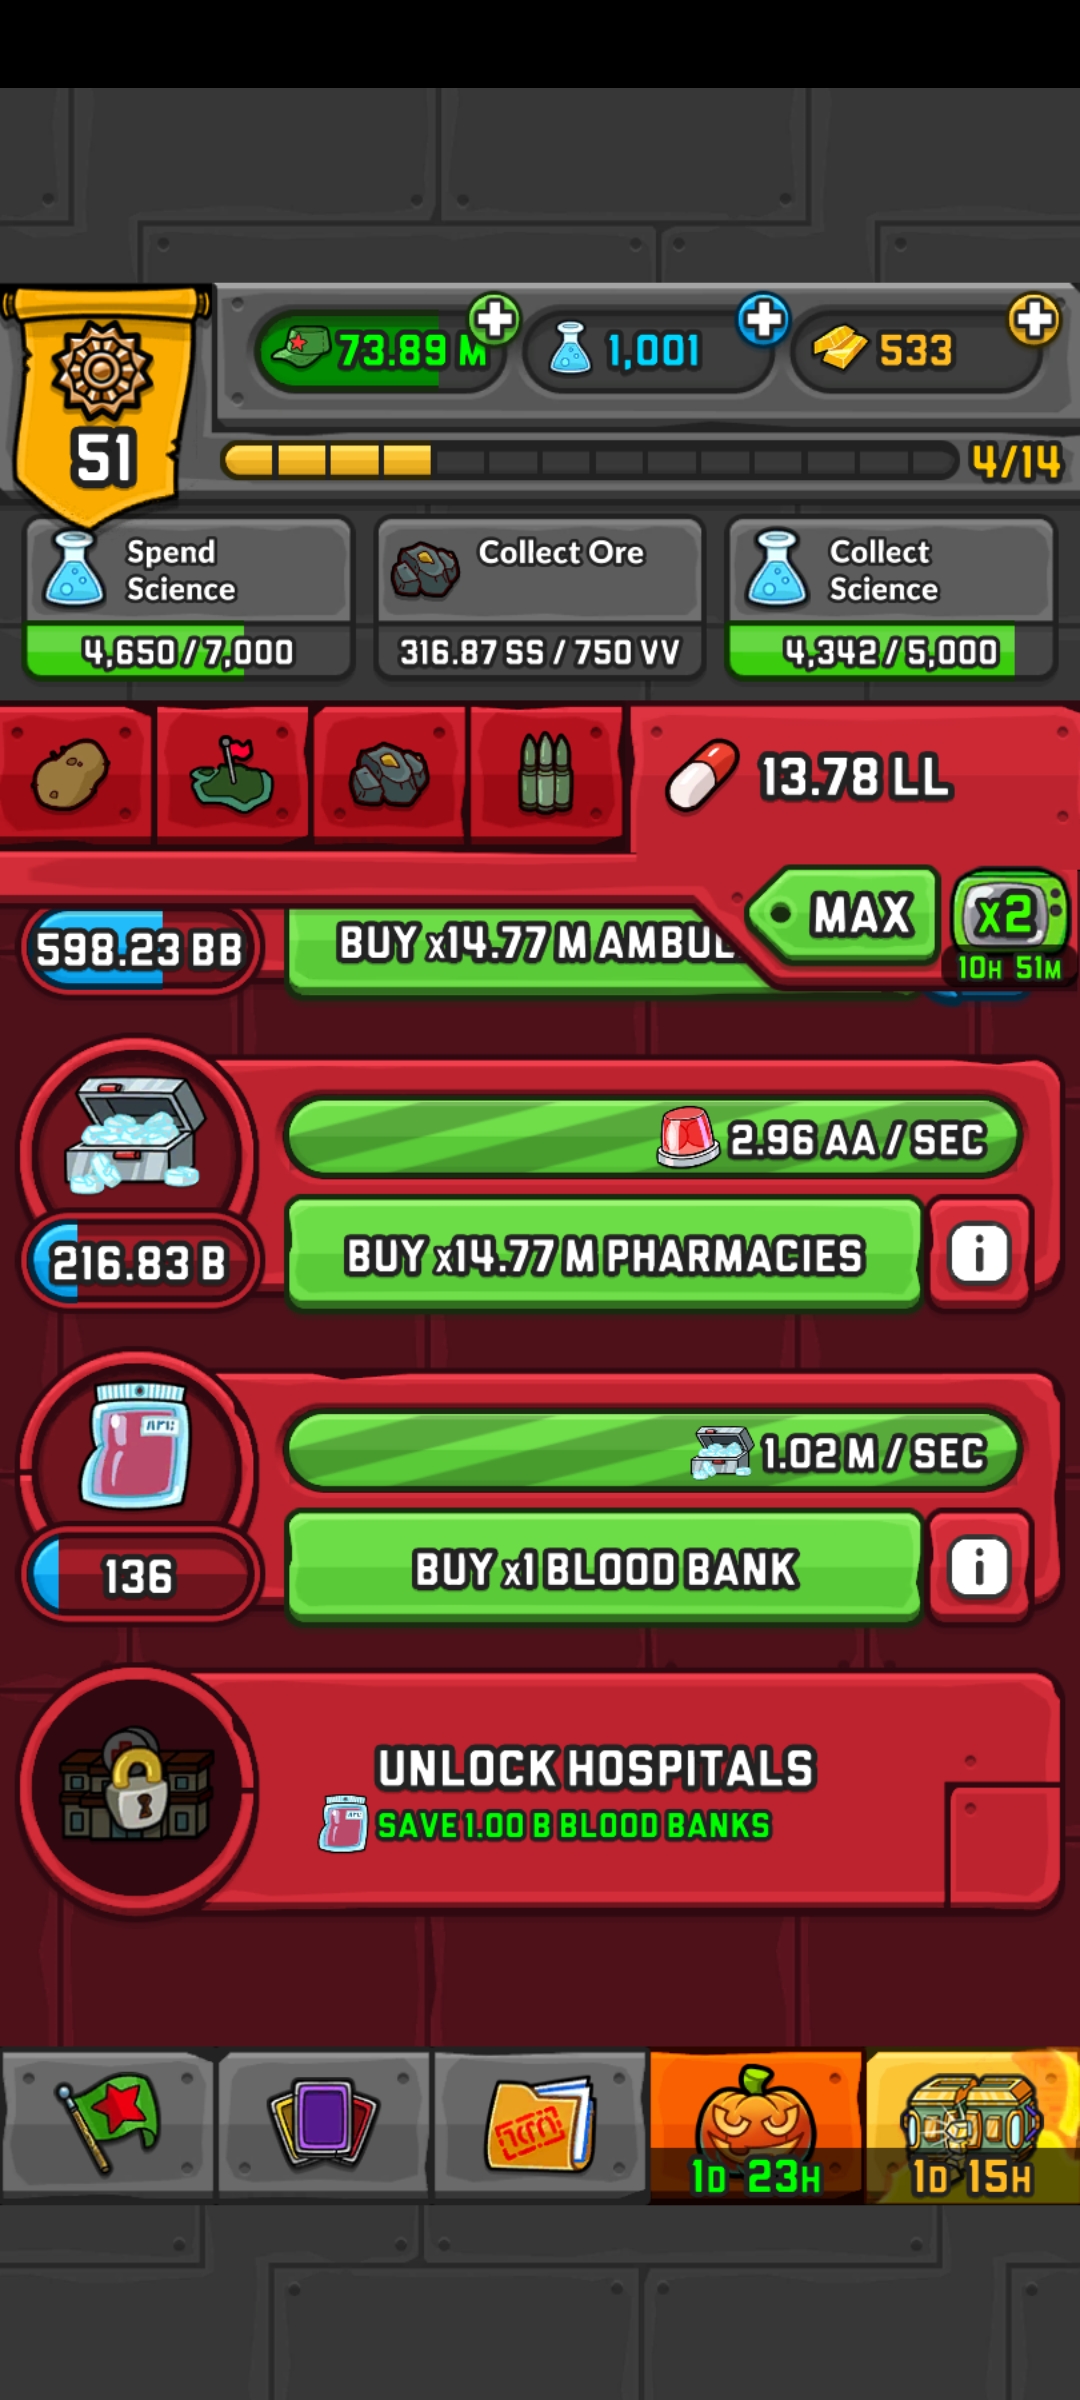 73.89 M
1,001
533
51
4/14
Spend
Science
4,650/7,000
Collect Ore
316.87 SS / 750 VV
Collect
Science
4,342/5,000
13.78 LL
MAX
x2
10H 51M
598.23 BB
BUY x14.77 M AMBUL
2.96 AA / SEC
216.83 B
BUY x14.77 M PHARMACIES
i
1.02 M / SEC
136
BUY x1 BLOOD BANK
i
UNLOCK HOSPITALS
SAVE 1.00 B BLOOD BANKS
1D 23H
1D 15H